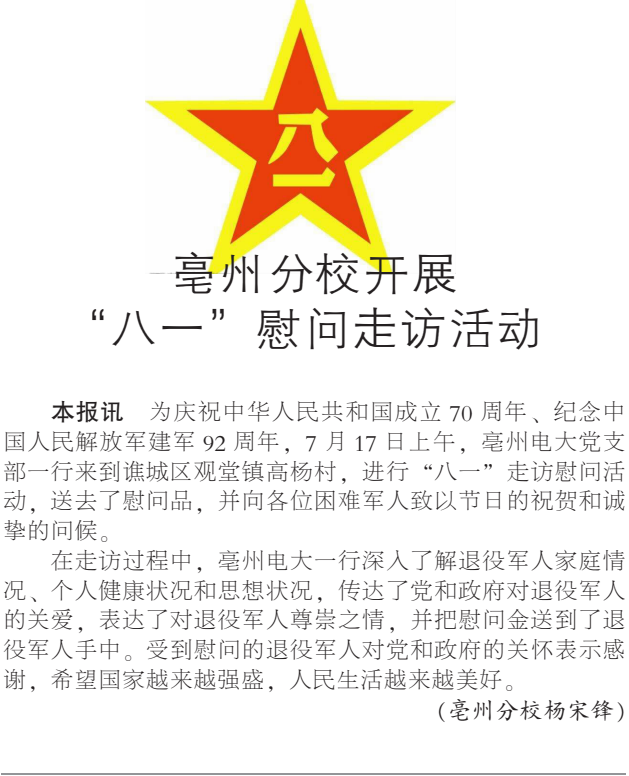 八一
亳州分校开展
“八一”慰问走访活动
本报讯 为庆祝中华人民共和国成立 70 周年、纪念中
国人民解放军建军 92 周年，7 月 17 日上午，亳州电大党支
部一行来到谯城区观堂镇高杨村，进行“八一”走访慰问活
动，送去了慰问品，并向各位困难军人致以节日的祝贺和诚
挚的问候。
在走访过程中，亳州电大一行深入了解退役军人家庭情
况、个人健康状况和思想状况，传达了党和政府对退役军人
的关爱，表达了对退役军人尊崇之情，并把慰问金送到了退
役军人手中。受到慰问的退役军人对党和政府的关怀表示感
谢，希望国家越来越强盛，人民生活越来越美好。
(亳州分校杨宋锋)